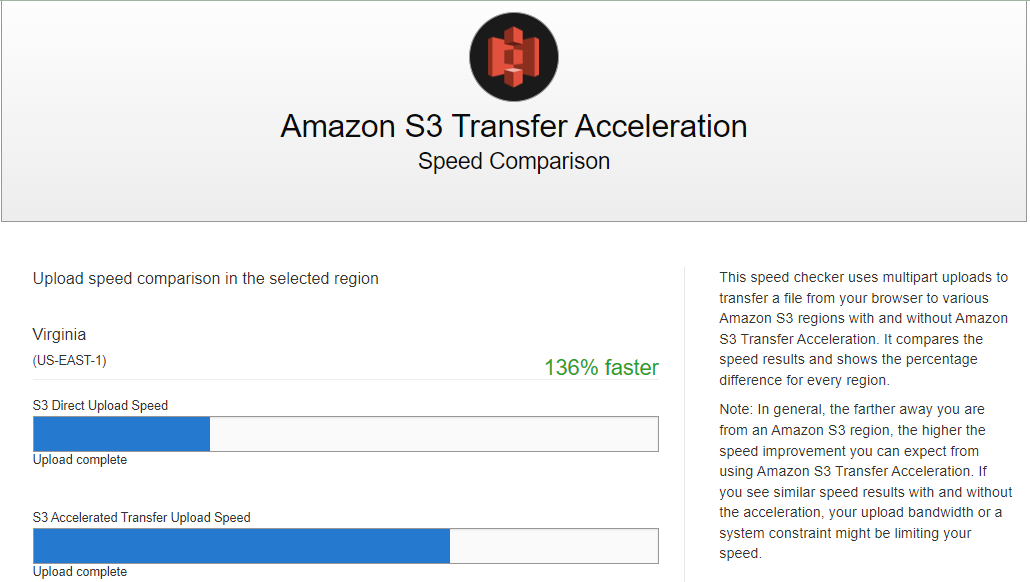 Amazon S3 Transfer Acceleration
Speed Comparison
Upload speed comparison in the selected region
Virginia
(US-EAST-1)
136% faster
S3 Direct Upload Speed
Upload complete
S3 Accelerated Transfer Upload Speed
Upload complete
This speed checker uses multipart uploads to
transfer a file from your browser to various
Amazon S3 regions with and without Amazon
S3 Transfer Acceleration. It compares the
speed results and shows the percentage
difference for every region.
Note: In general, the farther away you are
from an Amazon S3 region, the higher the
speed improvement you can expect from
using Amazon S3 Transfer Acceleration. If
you see similar speed results with and without
the acceleration, your upload bandwidth or a
system constraint might be limiting your
speed.